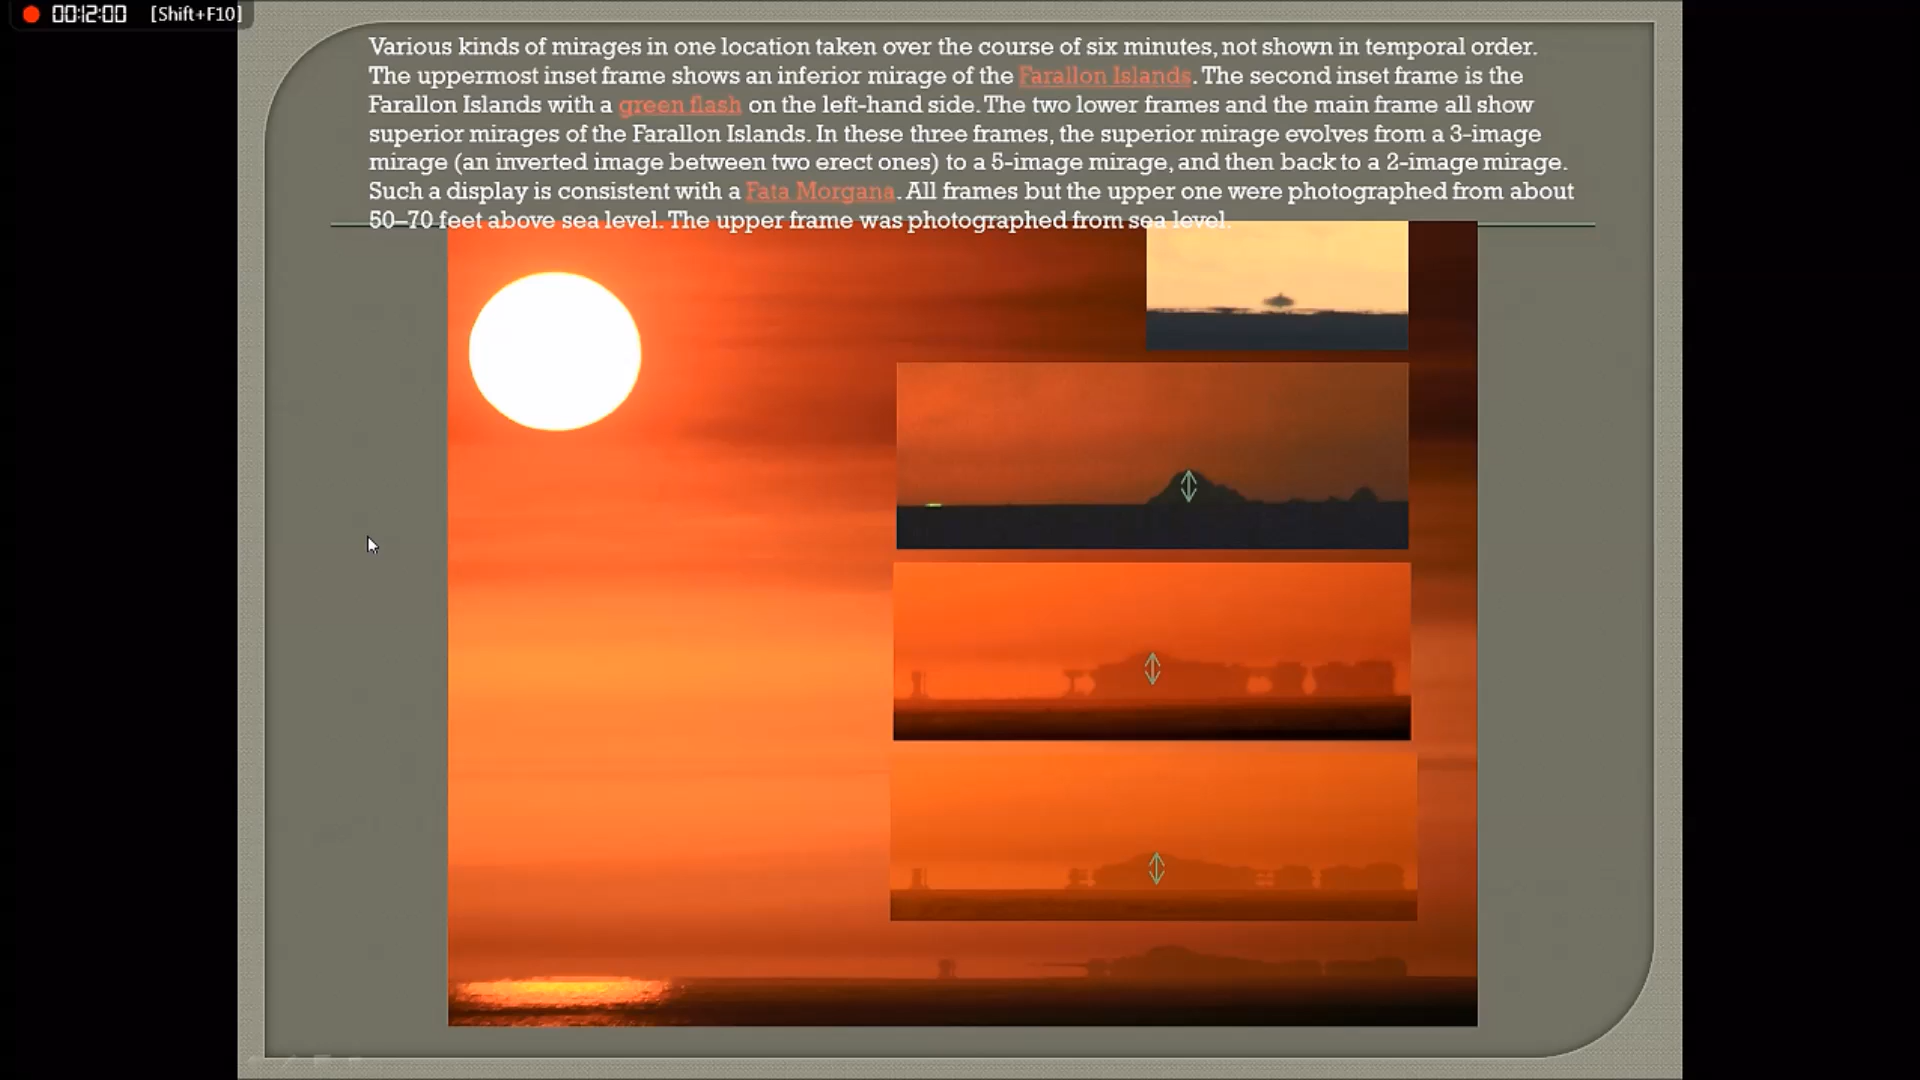 00:12:00 [Shift+F10]
Various kinds of mirages in one location taken over the course of six minutes, not shown in temporal order.
The uppermost inset frame shows an inferior mirage of the Farallon Islands. The second inset frame is the
Farallon Islands with a green flash on the left-hand side. The two lower frames and the main frame all show
superior mirages of the Farallon Islands. In these three frames, the superior mirage evolves from a 3-image
mirage (an inverted image between two erect ones) to a 5-image mirage, and then back to a 2-image mirage.
Such a display is consistent with a Fata Morgana. All frames but the upper one were photographed from about
50–70 feet above sea level. The upper frame was photographed from sea level.